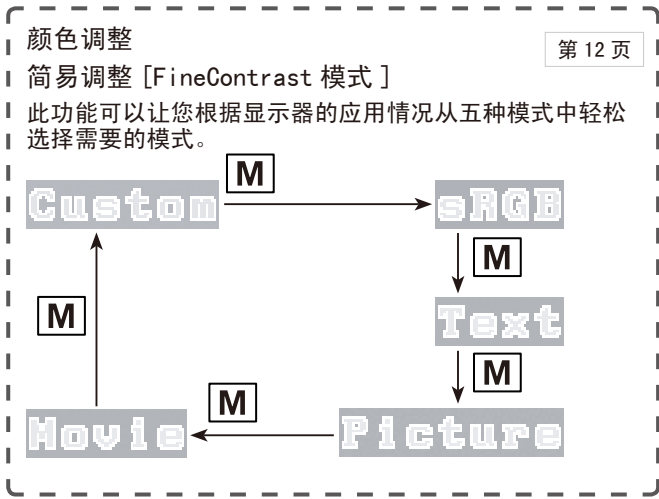 颜色调整
第 12 页
简易调整 [FineContrast 模式 ]
此功能可以让您根据显示器的应用情况从五种模式中轻松
选择需要的模式。
M
Custom
sRGB
M
M
Text
M
M
Movie
Picture